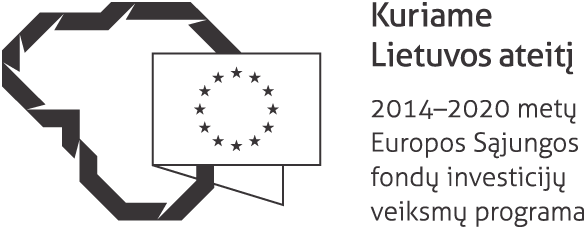 Kuriame
Lietuvos ateitį
2014–2020 metų
Europos Sąjungos
fondų investicijų
veiksmų programa